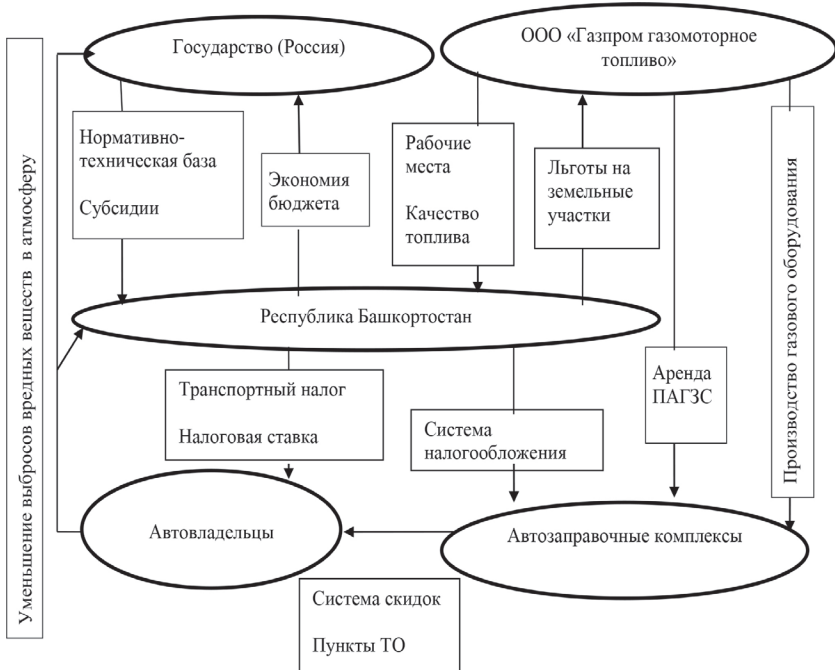 Государство (Россия)
ООО «Газпром газомоторное
топливо»
Уменьшение выбросов вредных веществ в атмосферу
Нормативно-
техническая база
Субсидии
Экономия
бюджета
Рабочие
места
Качество
топлива
Льготы на
земельные
участки
Производство газового оборудования
Республика Башкортостан
Транспортный налог
Налоговая ставка
Система
налогообложения
Аренда
ПАГЗС
Автовладельцы
Автозаправочные комплексы
Система скидок
Пункты ТО